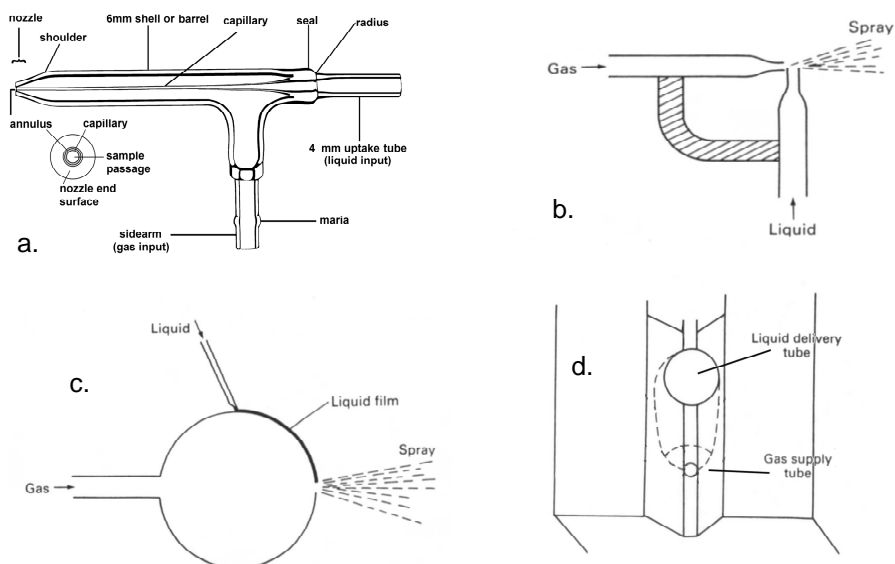 nozzle
6mm shell or barrel
capillary
seal
radius
shoulder
annulus
capillary
sample
passage
nozzle end
surface
4 mm uptake tube
(liquid input)
maria
sidearm
(gas input)
a.
Spray
Gas
Liquid
b.
Liquid
c.
Liquid film
Spray
Gas
Liquid delivery
tube
d.
Gas supply
tube